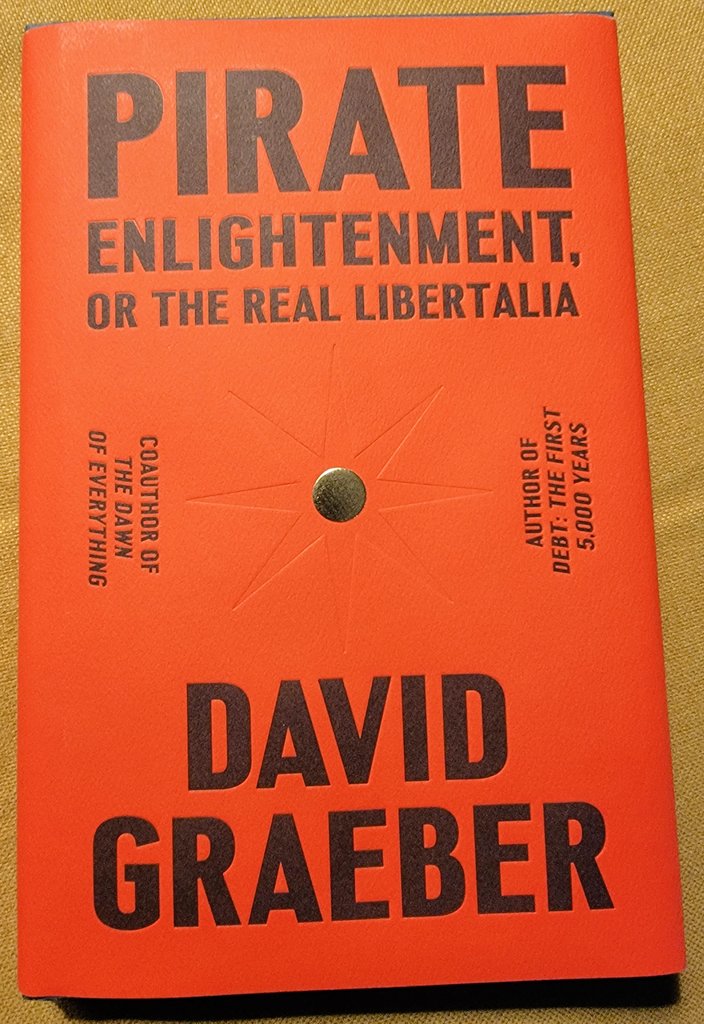 PIRATE
ENLIGHTENMENT,
OR THE REAL LIBERTALIA
COAUTHOR OF
THE DAWN
OF EVERYTHING
AUTHOR OF
DEBT: THE FIRST
5,000 YEARS
DAVID
GRAEBER